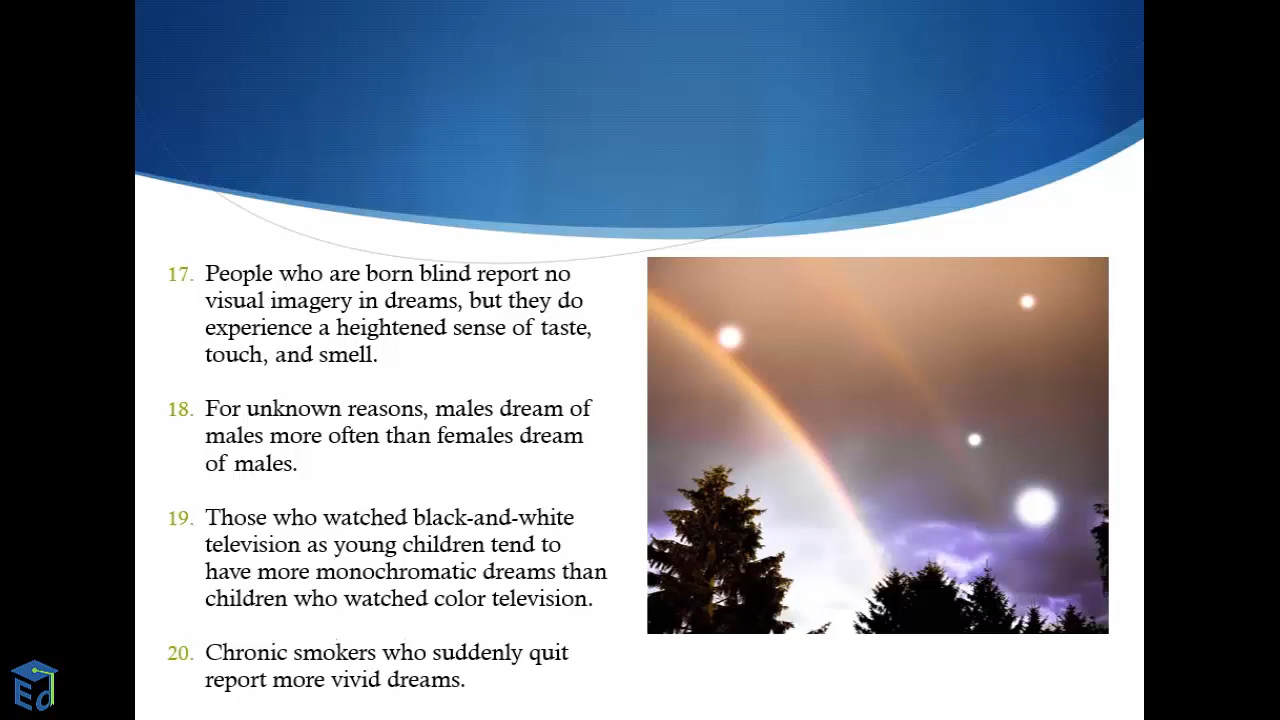 17. People who are born blind report no
visual imagery in dreams, but they do
experience a heightened sense of taste,
touch, and smell.
18. For unknown reasons, males dream of
males more often than females dream
of males.
19. Those who watched black-and-white
television as young children tend to
have more monochromatic dreams than
children who watched color television.
20. Chronic smokers who suddenly quit
report more vivid dreams.
Ed